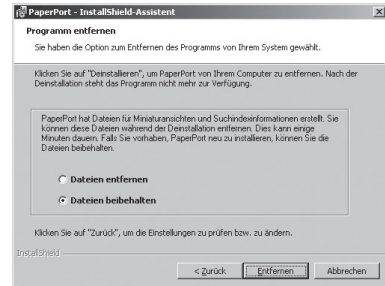 PaperPort - InstallShield-Assistent
Programm entfernen
Sie haben die Option zum Entfernen des Programms von Ihrem System gewählt.
Klicken Sie auf "Deinstallieren", um PaperPort von Ihrem Computer zu entfernen. Nach der
Deinstallation steht das Programm nicht mehr zur Verfügung.
PaperPort hat Dateien für Miniaturansichten und Suchindexinformationen erstellt. Sie
können diese Dateien während der Deinstallation entfernen. Dies kann einige
Minuten dauern. Falls Sie vorhaben, PaperPort neu zu installieren, können Sie die
Dateien beibehalten.
Dateien entfernen
Dateien beibehalten
Klicken Sie auf "Zurück", um die Einstellungen zu prüfen bzw. zu ändern.
InstallShield
< Zurück Entfernen Abbrechen